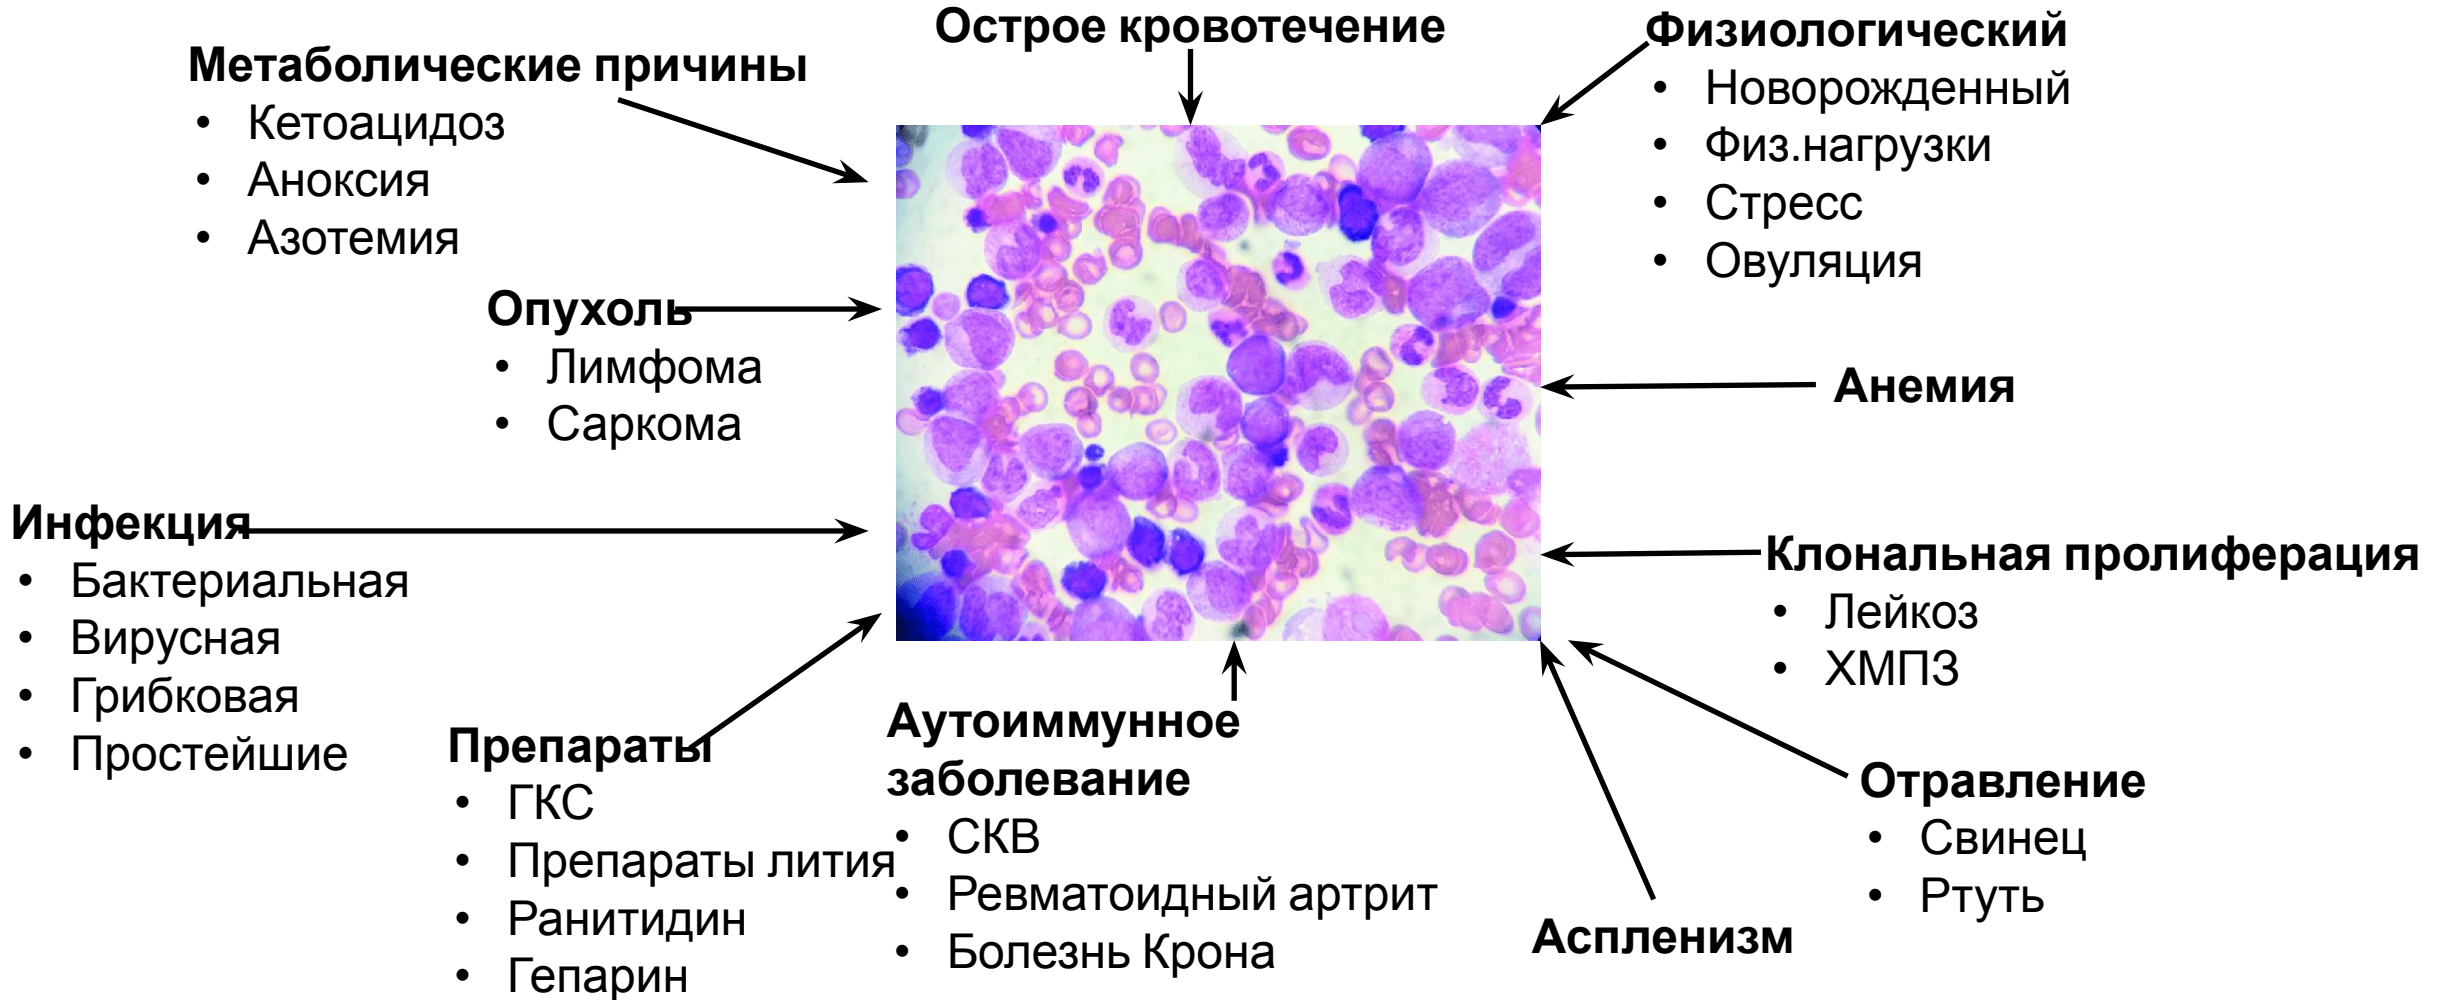 Острое кровотечение
Метаболические причины
• Кетоацидоз
• Аноксия
• Азотемия
Физиологический
• Новорожденный
• Физ.нагрузки
• Стресс
• Овуляция
Опухоль
• Лимфома
• Саркома
Анемия
Инфекция
• Бактериальная
• Вирусная
• Грибковая
• Простейшие
Клональная пролиферация
• Лейкоз
• ХМПЗ
Препараты
• ГКС
• Препараты лития
• Ранитидин
• Гепарин
Аутоиммунное
заболевание
• СКВ
• Ревматоидный артрит
• Болезнь Крона
Аспленизм
Отравление
• Свинец
• Ртуть